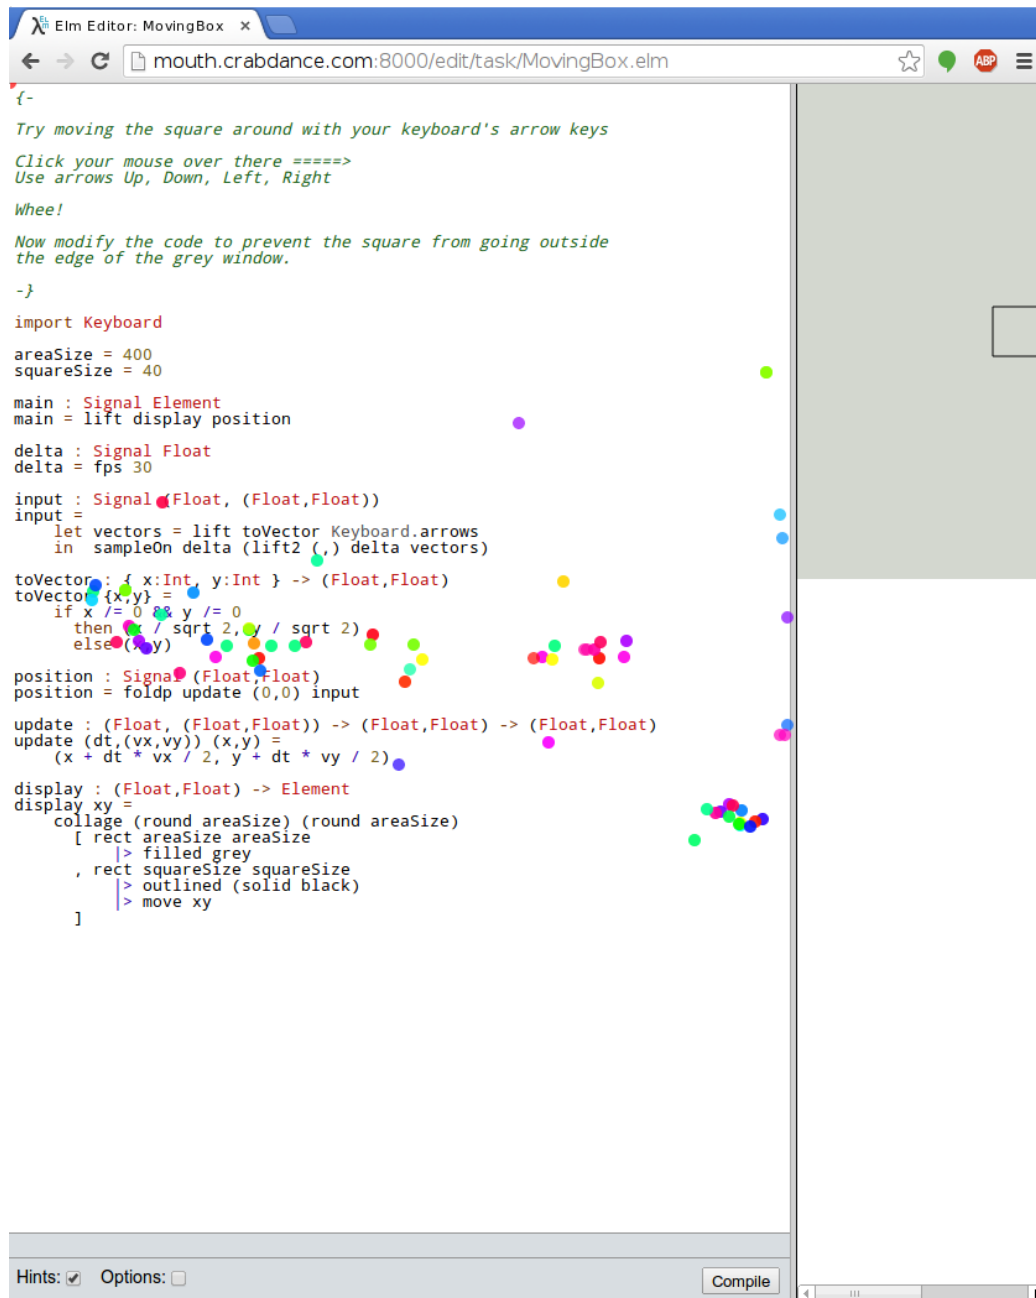 Elm Editor: MovingBox ×
mouth.crabdance.com:8000/edit/task/MovingBox.elm
ABP
{-
Try moving the square around with your keyboard's arrow keys
Click your mouse over there =====>
Use arrows Up, Down, Left, Right
Whee!
Now modify the code to prevent the square from going outside
the edge of the grey window.
-}
import Keyboard
areaSize = 400
squareSize = 40
main : Signal Element
main = lift display position
delta : Signal Float
delta = fps 30
input : Signal (Float, (Float,Float))
input =
    let vectors = lift toVector Keyboard.arrows
    in  sampleOn delta (lift2 (,) delta vectors)
toVector : { x:Int, y:Int } -> (Float,Float)
toVector {x,y} =
    if x /= 0 && y /= 0
      then (x / sqrt 2, y / sqrt 2)
      else (x,y)
position : Signal (Float,Float)
position = foldp update (0,0) input
update : (Float, (Float,Float)) -> (Float,Float) -> (Float,Float)
update (dt,(vx,vy)) (x,y) =
    (x + dt * vx / 2, y + dt * vy / 2)
display : (Float,Float) -> Element
display xy =
    collage (round areaSize) (round areaSize)
      [ rect areaSize areaSize
          |> filled grey
      , rect squareSize squareSize
          |> outlined (solid black)
          |> move xy
      ]
Hints: Options: Compile